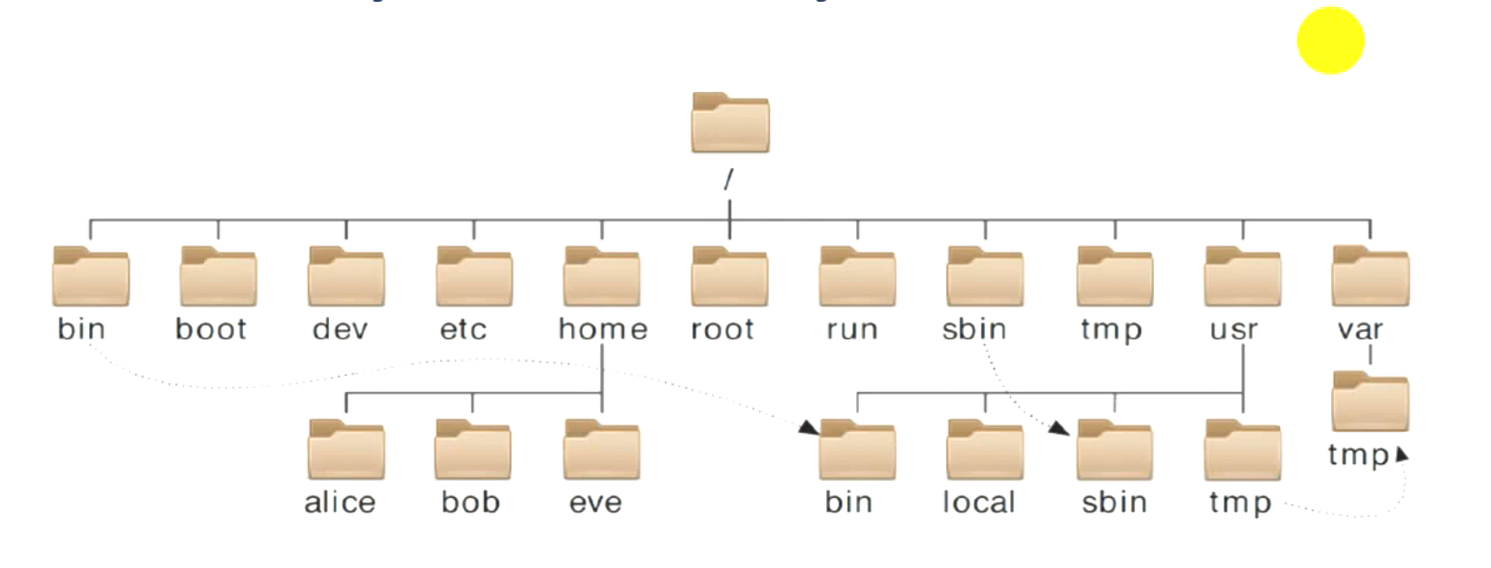 /
bin boot dev etc home root run sbin tmp usr var
tmp
alice bob eve bin local sbin tmp